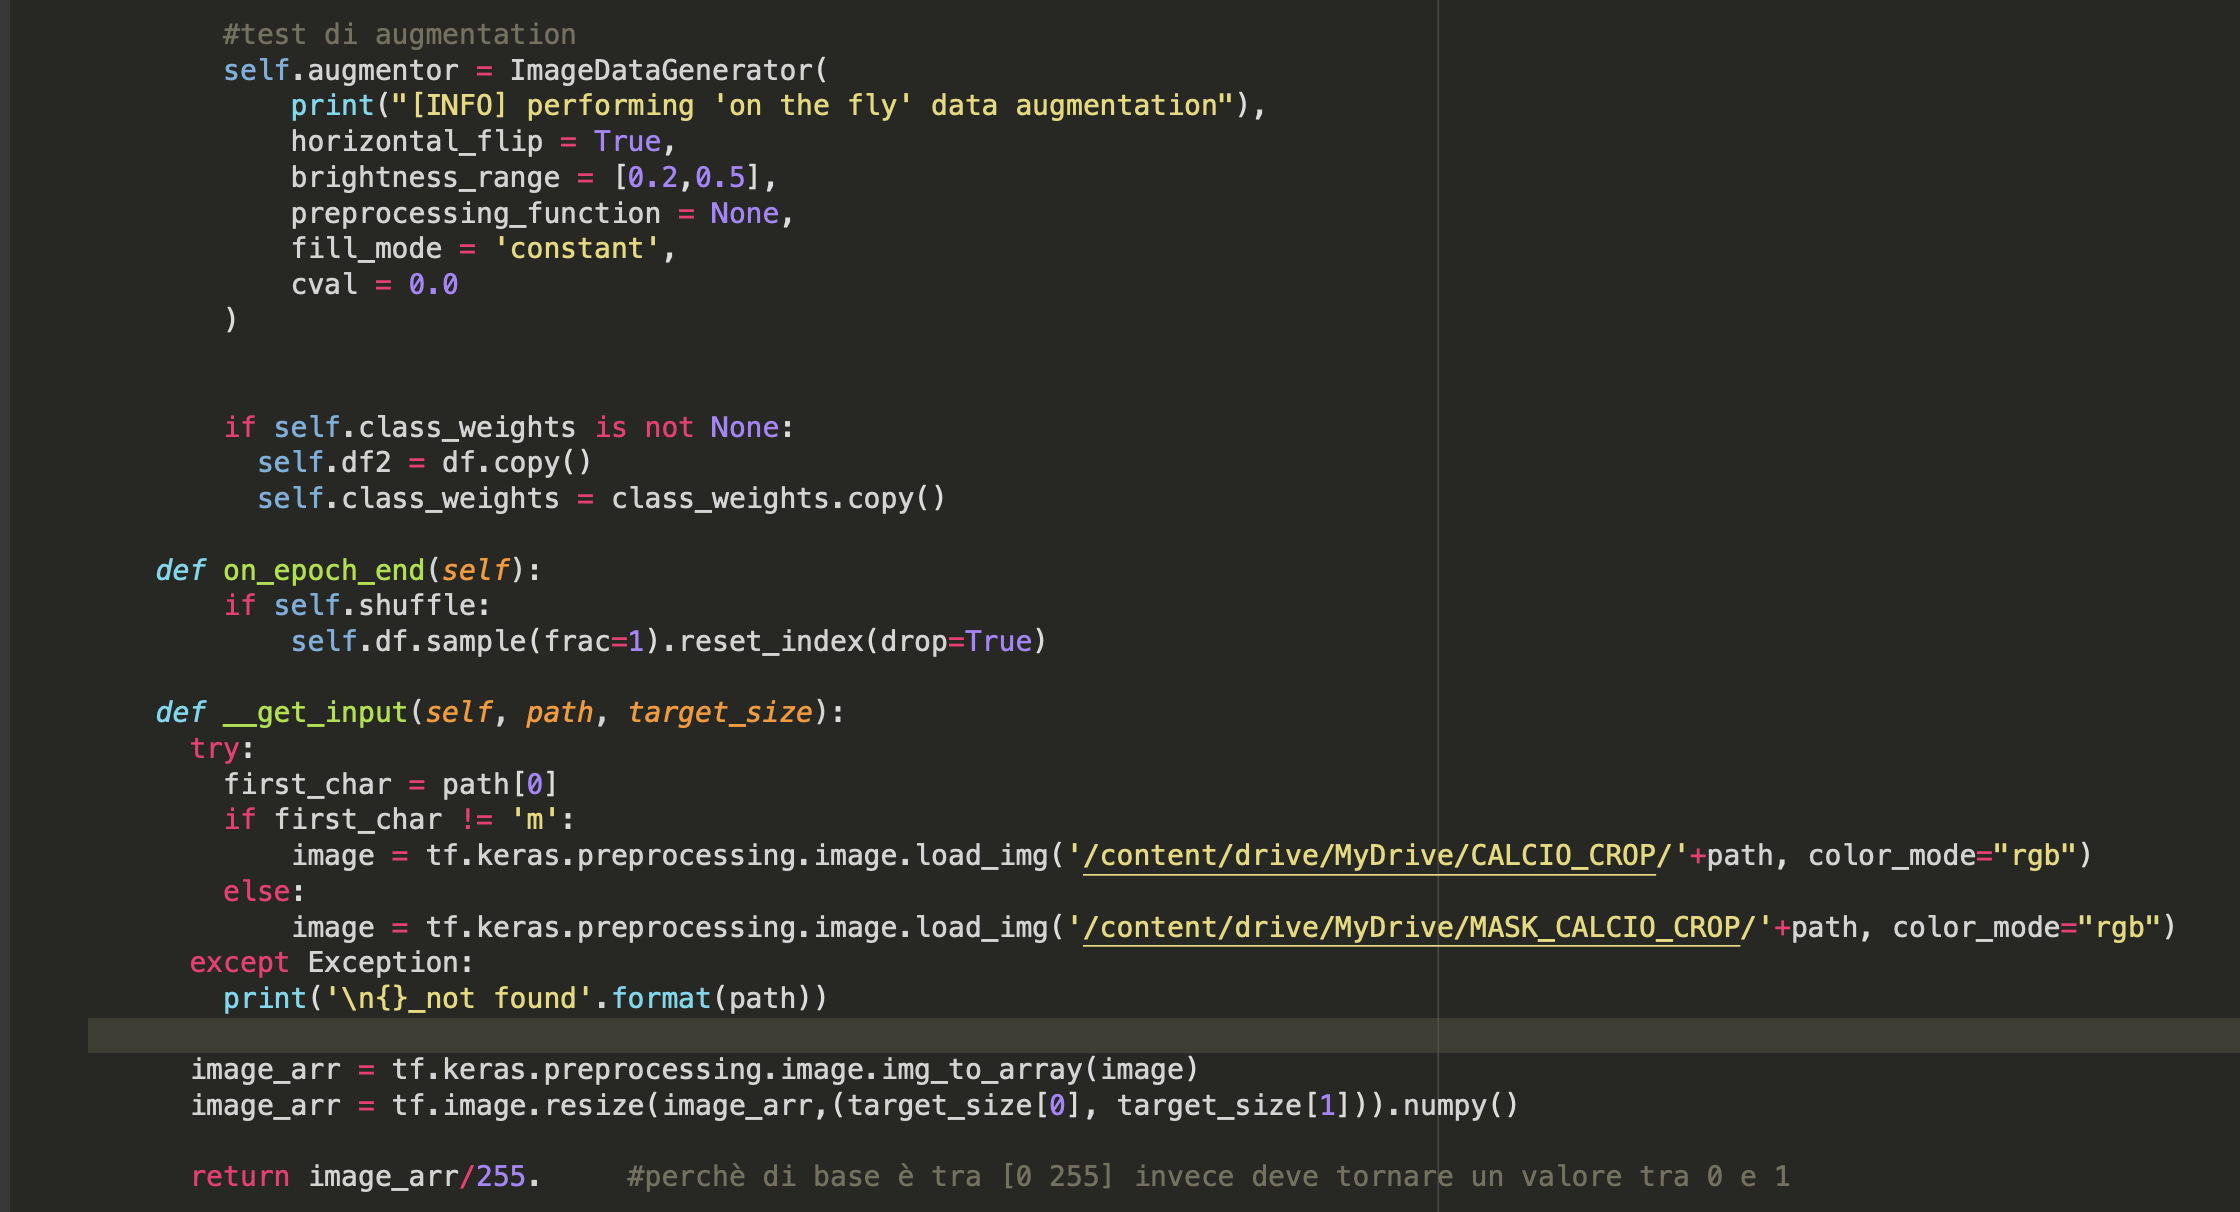 #test di augmentation
self.augmentor = ImageDataGenerator(
print("[INFO] performing 'on the fly' data augmentation"),
horizontal_flip = True,
brightness_range = [0.2,0.5],
preprocessing_function = None,
fill_mode = 'constant',
cval = 0.0
)
if self.class_weights is not None:
self.df2 = df.copy()
self.class_weights = class_weights.copy()
def on_epoch_end(self):
if self.shuffle:
self.df.sample(frac=1).reset_index(drop=True)
def __get_input(self, path, target_size):
try:
first_char = path[0]
if first_char != 'm':
image = tf.keras.preprocessing.image.load_img('/content/drive/MyDrive/CALCIO_CROP/'+path, color_mode="rgb")
else:
image = tf.keras.preprocessing.image.load_img('/content/drive/MyDrive/MASK_CALCIO_CROP/'+path, color_mode="rgb")
except Exception:
print('\n{}_not found'.format(path))
image_arr = tf.keras.preprocessing.image.img_to_array(image)
image_arr = tf.image.resize(image_arr,(target_size[0], target_size[1])).numpy()
return image_arr/255. #perchè di base è tra [0 255] invece deve tornare un valore tra 0 e 1